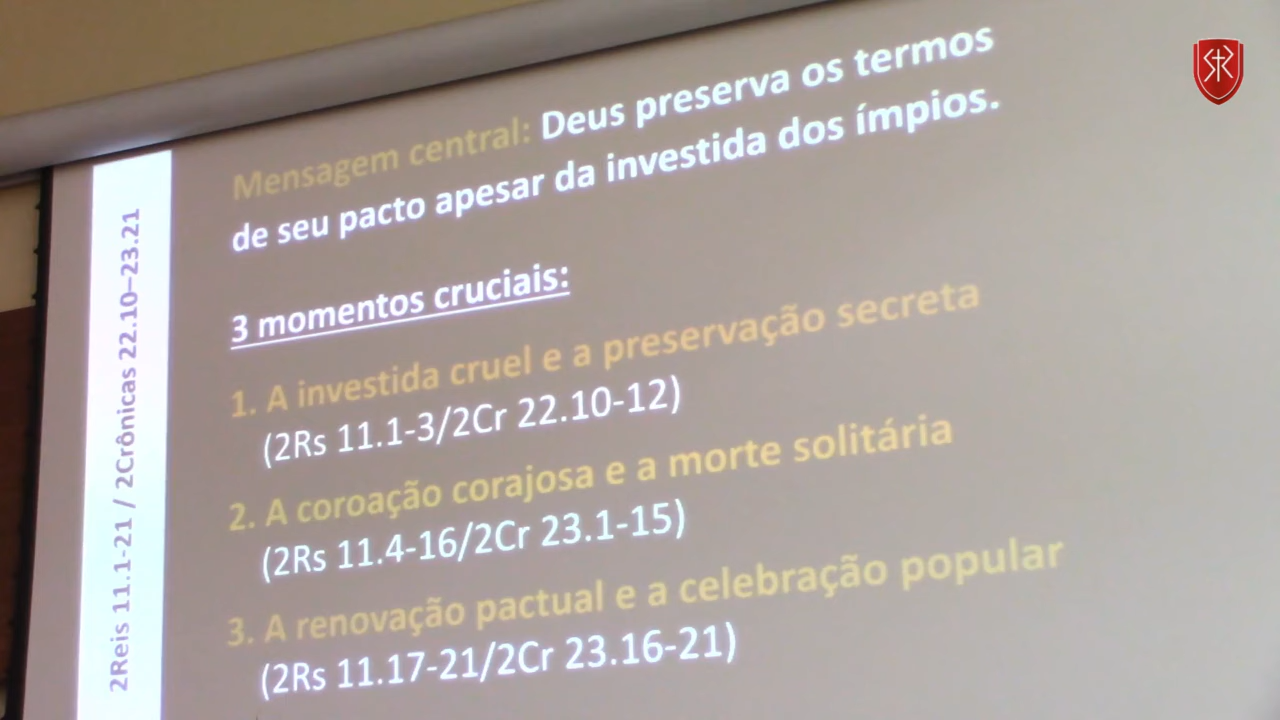 Mensagem central: Deus preserva os termos
de seu pacto apesar da investida dos ímpios.
3 momentos cruciais:
1. A investida cruel e a preservação secreta
(2Rs 11.1-3/2Cr 22.10-12)
2. A coroação corajosa e a morte solitária
(2Rs 11.4-16/2Cr 23.1-15)
3. A renovação pactual e a celebração popular
(2Rs 11.17-21/2Cr 23.16-21)
2Reis 11.1-21 / 2Crônicas 22.10–23.21